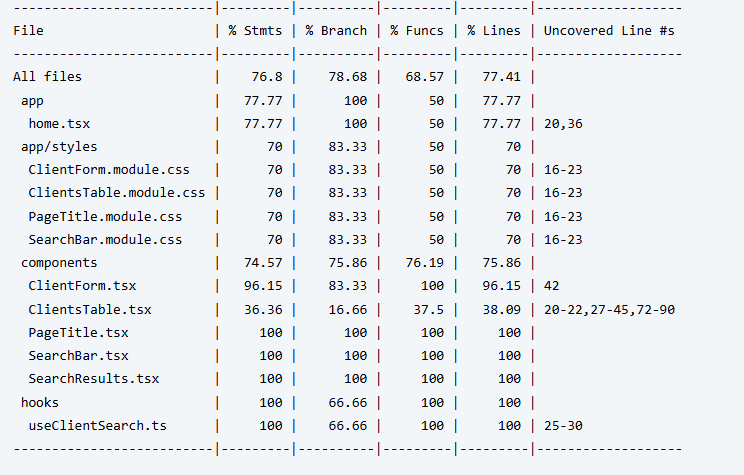 --------------------------|---------|----------|---------|---------|-------------------
File                      | % Stmts | % Branch | % Funcs | % Lines | Uncovered Line #s
--------------------------|---------|----------|---------|---------|-------------------
All files                 |    76.8 |    78.68 |   68.57 |   77.41 |
 app                      |   77.77 |      100 |      50 |   77.77 |
  home.tsx                |   77.77 |      100 |      50 |   77.77 | 20,36
 app/styles               |      70 |    83.33 |      50 |      70 |
  ClientForm.module.css   |      70 |    83.33 |      50 |      70 | 16-23
  ClientsTable.module.css |      70 |    83.33 |      50 |      70 | 16-23
  PageTitle.module.css    |      70 |    83.33 |      50 |      70 | 16-23
  SearchBar.module.css    |      70 |    83.33 |      50 |      70 | 16-23
 components               |   74.57 |    75.86 |   76.19 |   75.86 |
  ClientForm.tsx          |   96.15 |    83.33 |     100 |   96.15 | 42
  ClientsTable.tsx        |   36.36 |    16.66 |    37.5 |   38.09 | 20-22,27-45,72-90
  PageTitle.tsx           |     100 |      100 |     100 |     100 |
  SearchBar.tsx           |     100 |      100 |     100 |     100 |
  SearchResults.tsx       |     100 |      100 |     100 |     100 |
 hooks                    |     100 |    66.66 |     100 |     100 |
  useClientSearch.ts      |     100 |    66.66 |     100 |     100 | 25-30
--------------------------|---------|----------|---------|---------|-------------------